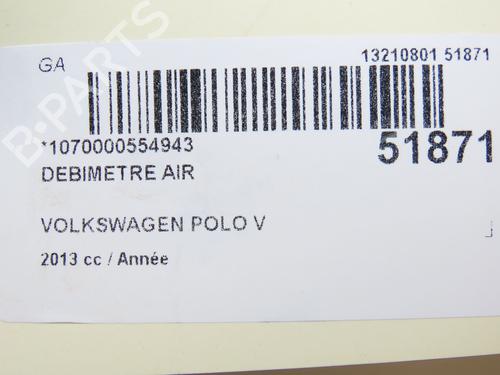 GA
13210801 51871
*1070000554943
51871
DEBIMETRE AIR
VOLKSWAGEN POLO V
2013 cc / Année
B-PARTS